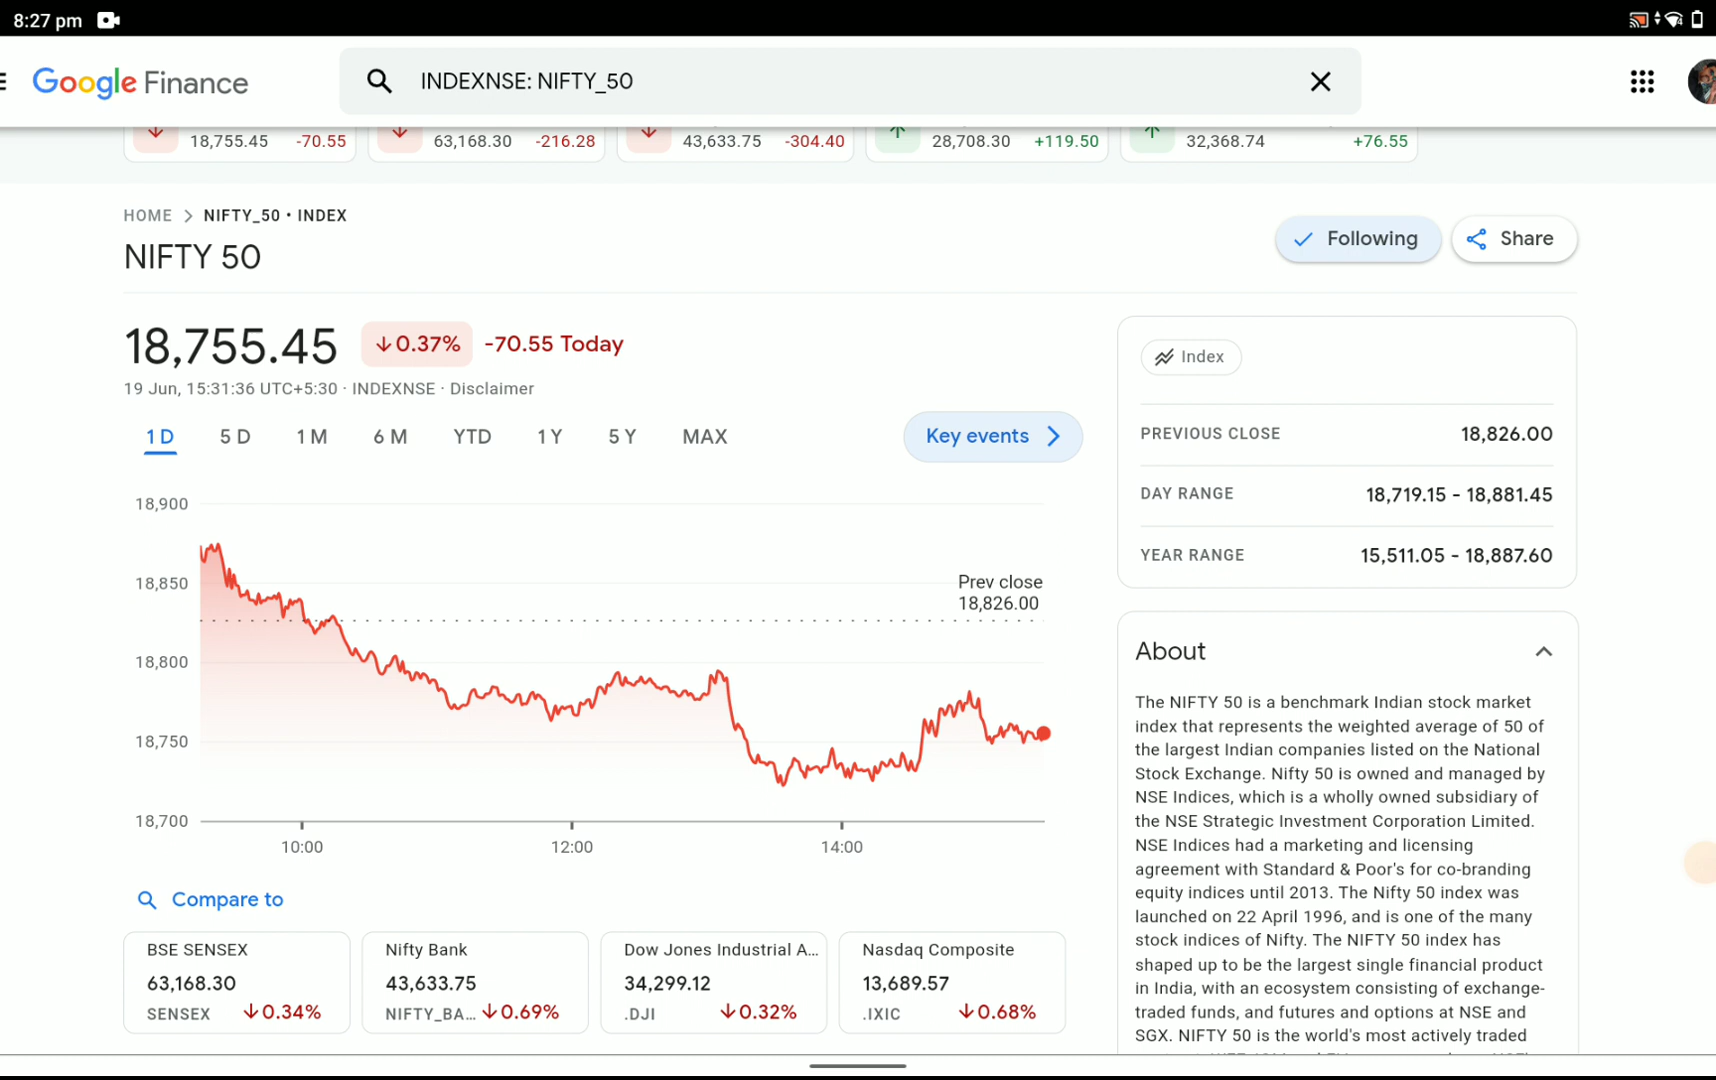 8:27 pm
Google Finance
INDEXNSE: NIFTY_50
18,755.45 -70.55
63,168.30 -216.28
43,633.75 -304.40
28,708.30 +119.50
32,368.74 +76.55
HOME > NIFTY_50 • INDEX
NIFTY 50
Following
Share
18,755.45 ↓0.37% -70.55 Today
19 Jun, 15:31:36 UTC+5:30 · INDEXNSE · Disclaimer
1 D 5 D 1 M 6 M YTD 1 Y 5 Y MAX
Key events
18,900
18,850
18,800
18,750
18,700
Prev close
18,826.00
10:00 12:00 14:00
Compare to
BSE SENSEX
63,168.30
SENSEX ↓0.34%
Nifty Bank
43,633.75
NIFTY_BA... ↓0.69%
Dow Jones Industrial A...
34,299.12
.DJI ↓0.32%
Nasdaq Composite
13,689.57
.IXIC ↓0.68%
Index
PREVIOUS CLOSE 18,826.00
DAY RANGE 18,719.15 - 18,881.45
YEAR RANGE 15,511.05 - 18,887.60
About
The NIFTY 50 is a benchmark Indian stock market
index that represents the weighted average of 50 of
the largest Indian companies listed on the National
Stock Exchange. Nifty 50 is owned and managed by
NSE Indices, which is a wholly owned subsidiary of
the NSE Strategic Investment Corporation Limited.
NSE Indices had a marketing and licensing
agreement with Standard & Poor's for co-branding
equity indices until 2013. The Nifty 50 index was
launched on 22 April 1996, and is one of the many
stock indices of Nifty. The NIFTY 50 index has
shaped up to be the largest single financial product
in India, with an ecosystem consisting of exchange-
traded funds, and futures and options at NSE and
SGX. NIFTY 50 is the world's most actively traded